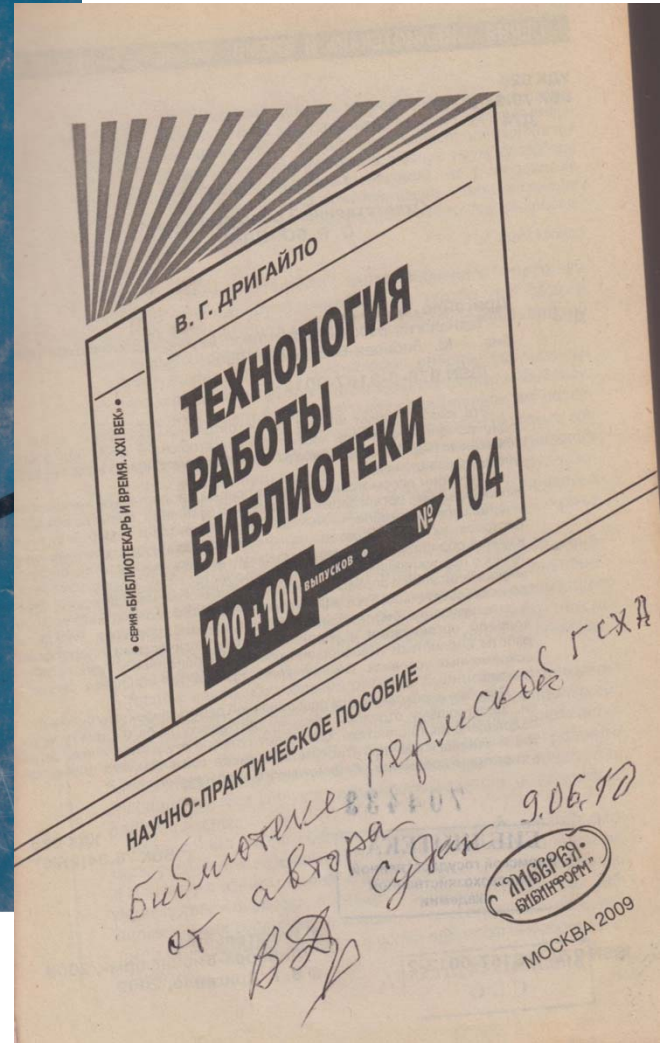 В. Г. ДРИГАЙЛО
ТЕХНОЛОГИЯ
РАБОТЫ
БИБЛИОТЕКИ
• СЕРИЯ «БИБЛИОТЕКАРЬ И ВРЕМЯ. XXI ВЕК» •
100+100 ВЫПУСКОВ • № 104
НАУЧНО-ПРАКТИЧЕСКОЕ ПОСОБИЕ
Библиотеке пермской ГСХА
от автора
Судак 9.06.10
ВДр
"ЛИБЕРЕЯ-
БИБИНФОРМ"
МОСКВА 2009